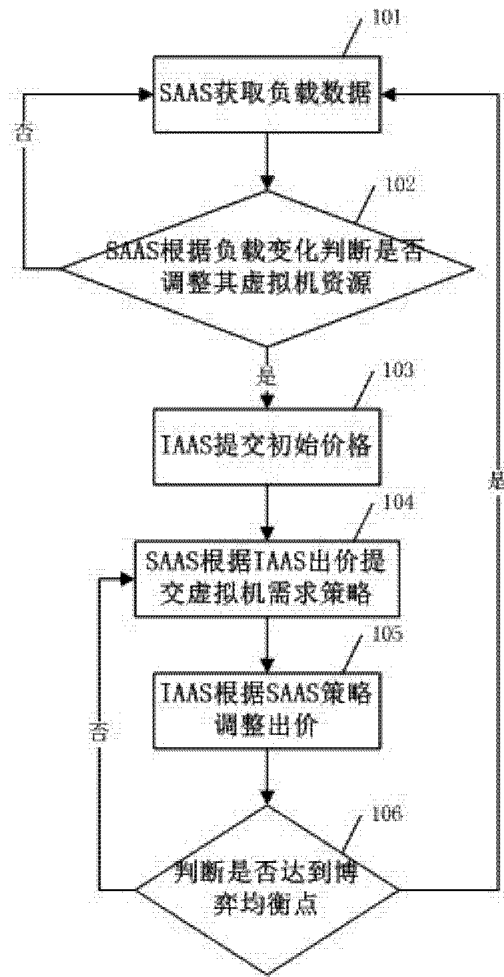 101
SAAS获取负载数据
否
102
SAAS根据负载变化判断是否
调整其虚拟机资源
是
103
IAAS提交初始价格
是
104
SAAS根据IAAS出价提
交虚拟机需求策略
105
IAAS根据SAAS策略
调整出价
否
106
判断是否达到博
弈均衡点